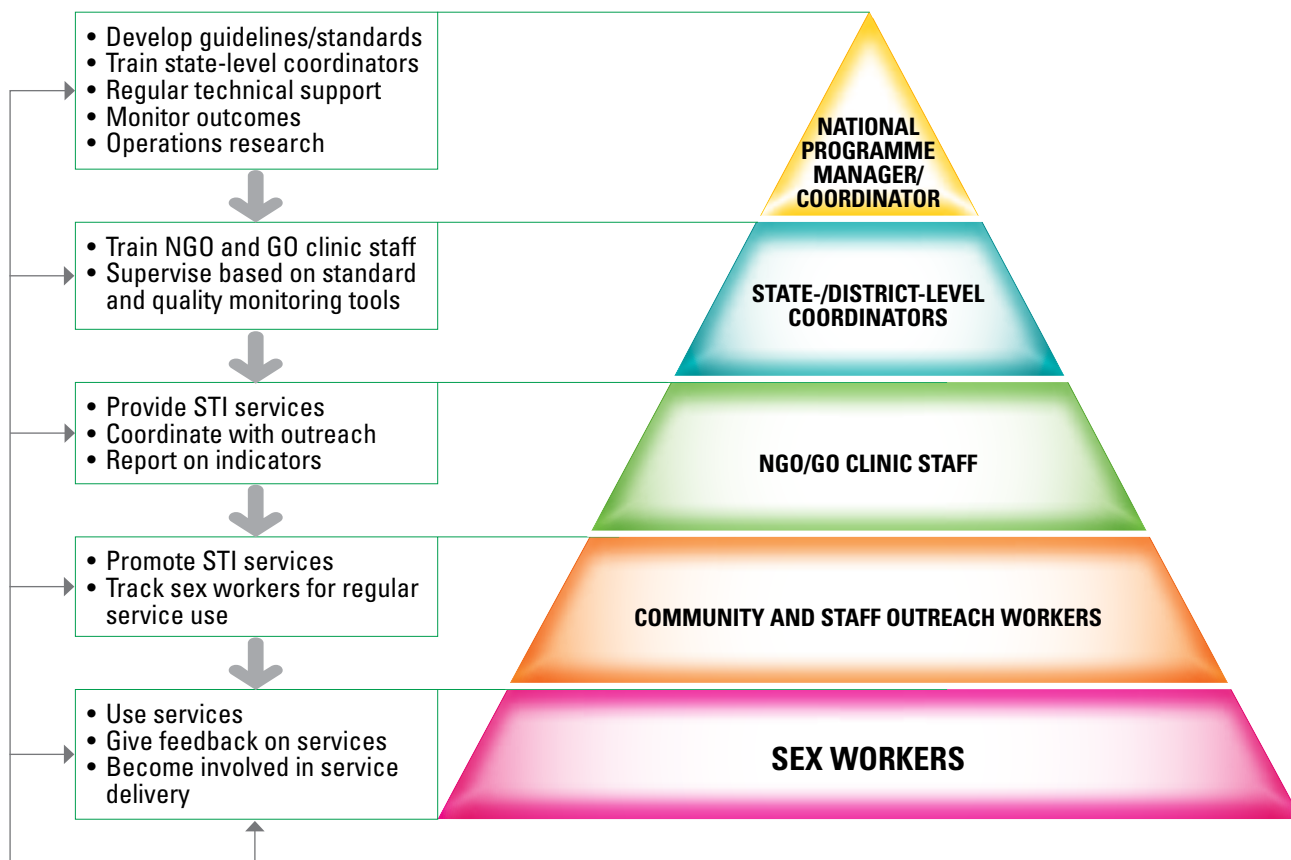 • Develop guidelines/standards
• Train state-level coordinators
• Regular technical support
• Monitor outcomes
• Operations research
NATIONAL
PROGRAMME
MANAGER/
COORDINATOR
• Train NGO and GO clinic staff
• Supervise based on standard
and quality monitoring tools
STATE-/DISTRICT-LEVEL
COORDINATORS
• Provide STI services
• Coordinate with outreach
• Report on indicators
NGO/GO CLINIC STAFF
• Promote STI services
• Track sex workers for regular
service use
COMMUNITY AND STAFF OUTREACH WORKERS
• Use services
• Give feedback on services
• Become involved in service
delivery
SEX WORKERS